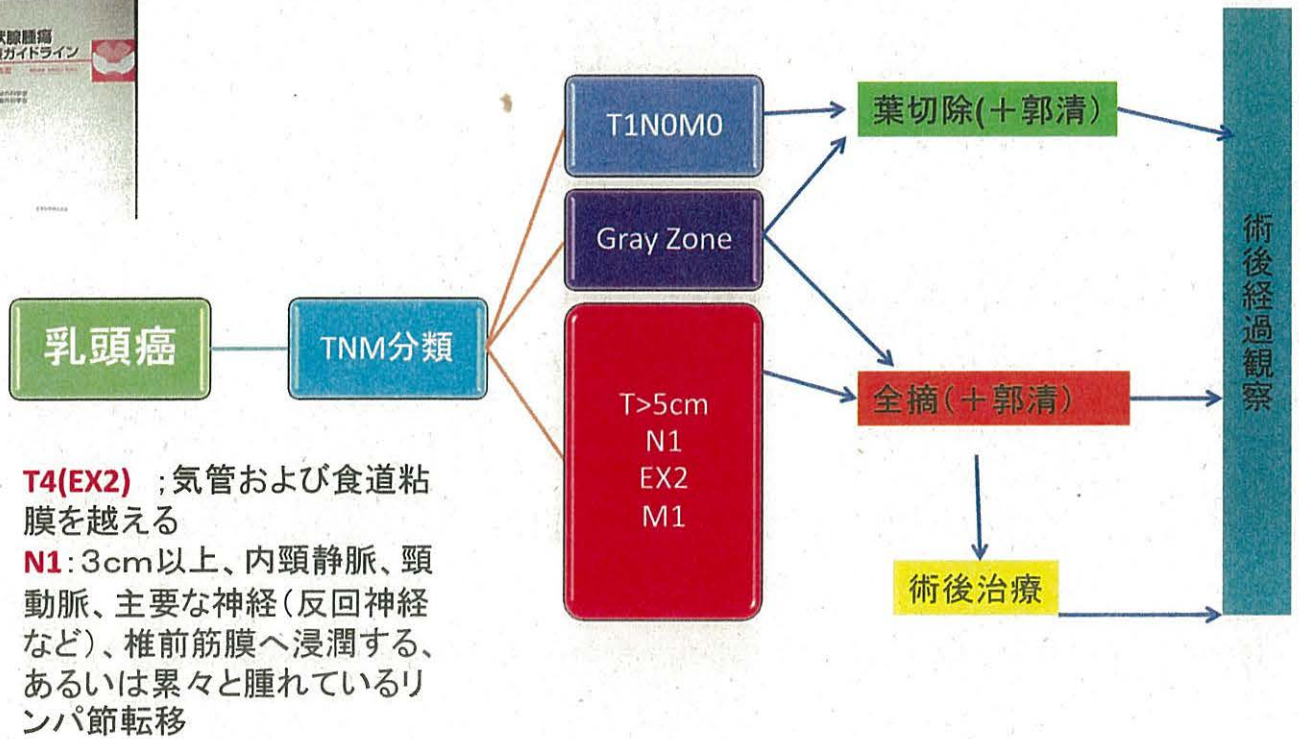 状腺腫瘍
ガイドライン
T1N0M0
葉切除(+郭清)
Gray Zone
乳頭癌
TNM分類
T>5cm
N1
EX2
M1
全摘(+郭清)
術後治療
術後経過観察
T4(EX2) ;気管および食道粘
膜を越える
N1:3cm以上、内頸静脈、頸
動脈、主要な神経(反回神経
など)、椎前筋膜へ浸潤する、
あるいは累々と腫れているリ
ンパ節転移